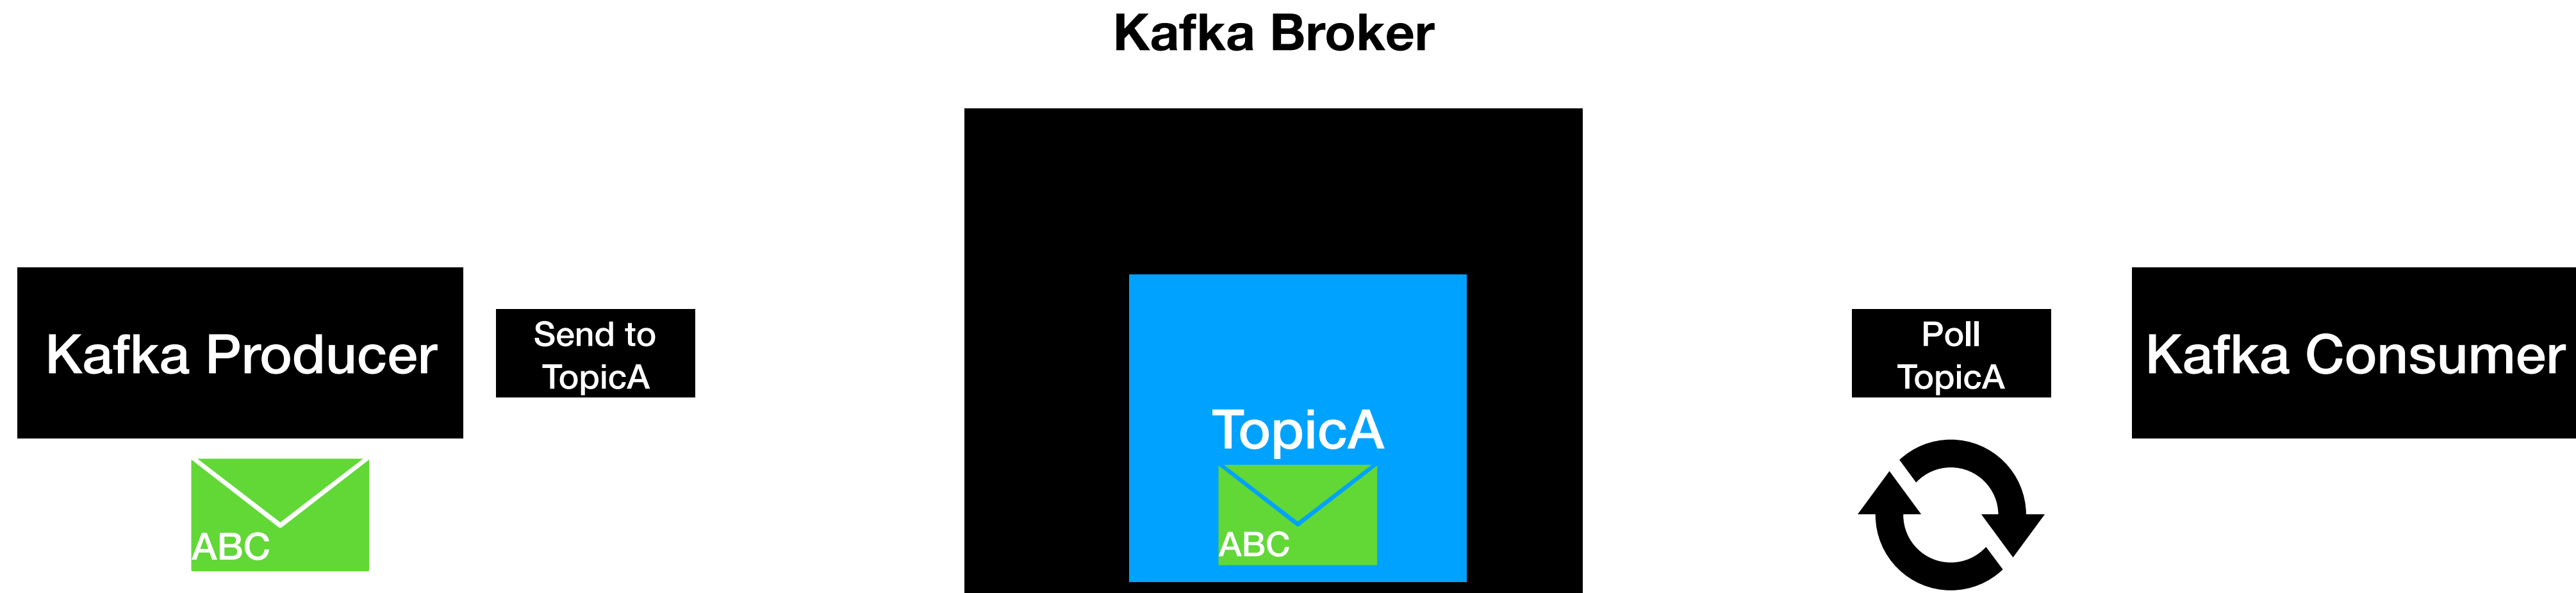 Kafka Broker
Kafka Producer
Send to
TopicA
TopicA
Poll
TopicA
Kafka Consumer
ABC
ABC